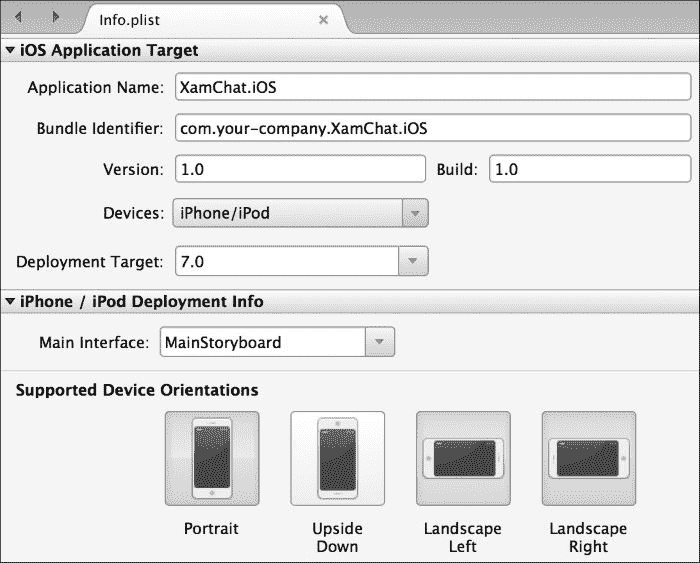 Info.plist
iOS Application Target
Application Name: XamChat.iOS
Bundle Identifier: com.your-company.XamChat.iOS
Version: 1.0 Build: 1.0
Devices: iPhone/iPod
Deployment Target: 7.0
iPhone / iPod Deployment Info
Main Interface: MainStoryboard
Supported Device Orientations
Portrait Upside Landscape Landscape
Down Left Right